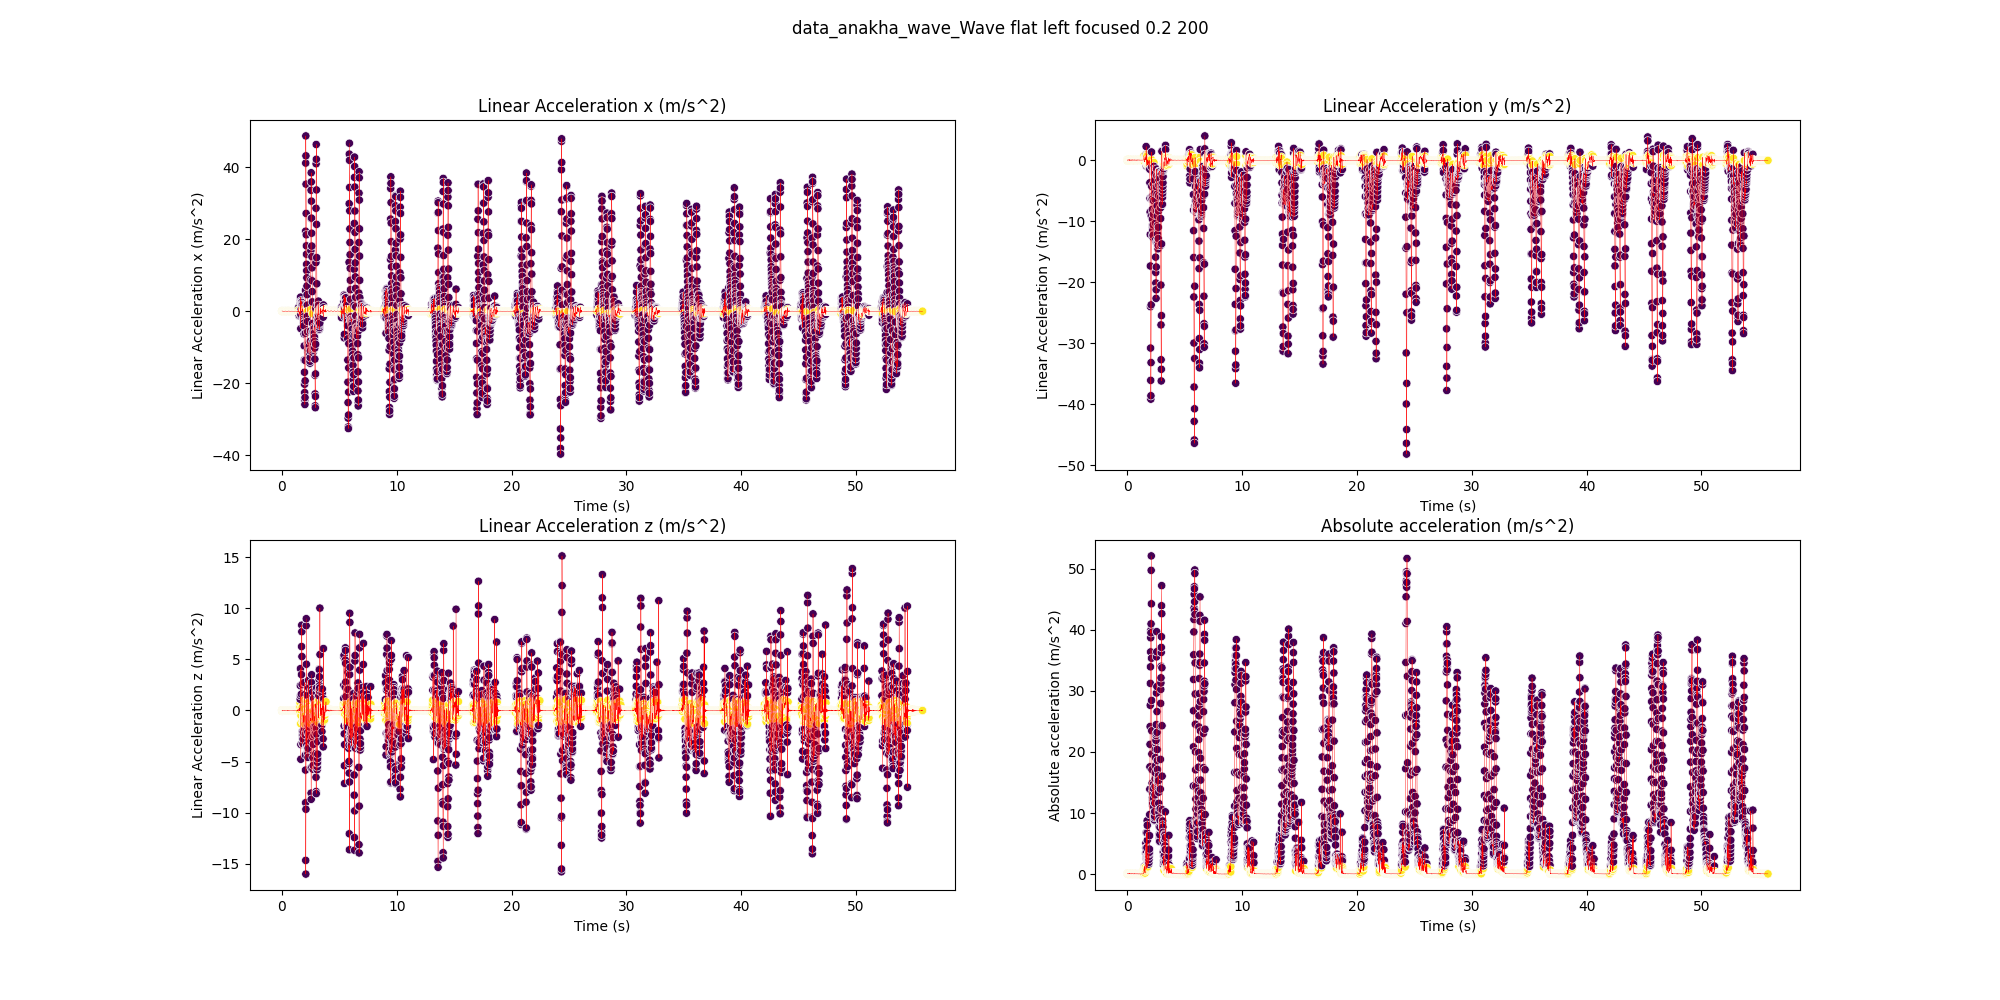 data_anakha_wave_Wave flat left focused 0.2 200
Linear Acceleration x (m/s^2)
Linear Acceleration x (m/s^2)
40
20
0
−20
−40
0 10 20 30 40 50
Time (s)
Linear Acceleration y (m/s^2)
Linear Acceleration y (m/s^2)
0
−10
−20
−30
−40
−50
0 10 20 30 40 50
Time (s)
Linear Acceleration z (m/s^2)
Linear Acceleration z (m/s^2)
15
10
5
0
−5
−10
−15
0 10 20 30 40 50
Time (s)
Absolute acceleration (m/s^2)
Absolute acceleration (m/s^2)
50
40
30
20
10
0
0 10 20 30 40 50
Time (s)